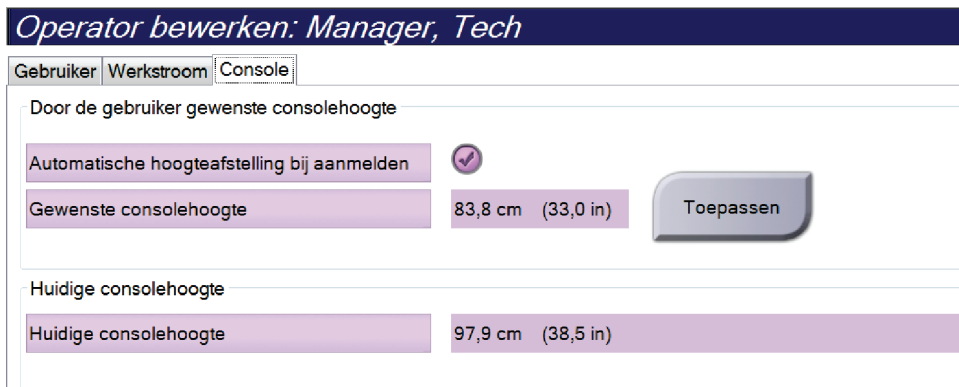 Operator bewerken: Manager, Tech
Gebruiker Werkstroom Console
Door de gebruiker gewenste consolehoogte
Automatische hoogteafstelling bij aanmelden
Gewenste consolehoogte 83,8 cm (33,0 in) Toepassen
Huidige consolehoogte
Huidige consolehoogte 97,9 cm (38,5 in)